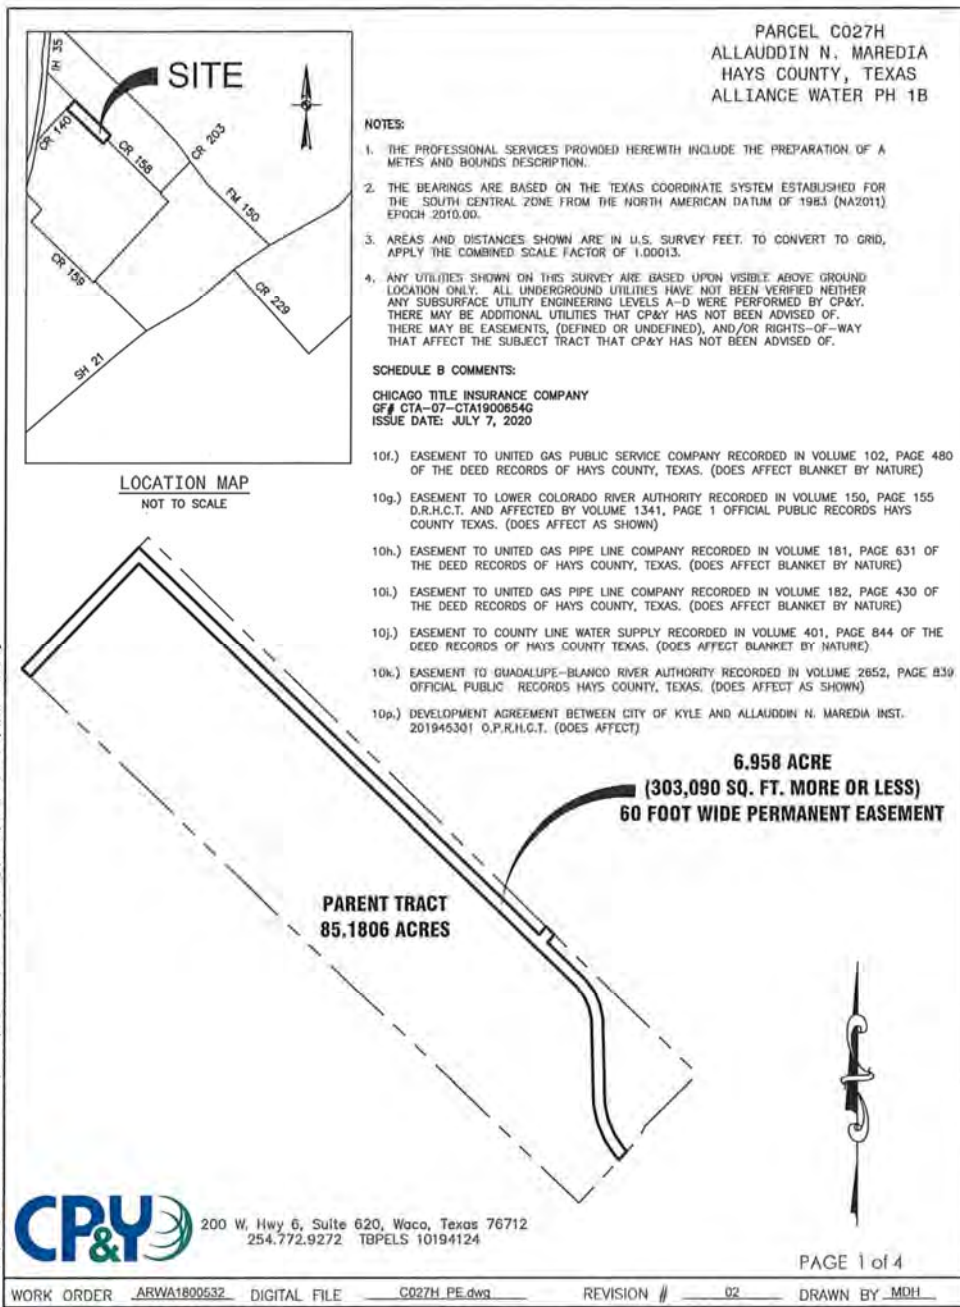 PARCEL C027H
ALLAUDDIN N. MAREDIA
HAYS COUNTY, TEXAS
ALLIANCE WATER PH 1B
SITE
IH 35
CR 140
CR 158
CR 203
FM 150
CR 159
CR 229
SH 21
LOCATION MAP
NOT TO SCALE
NOTES:
1. THE PROFESSIONAL SERVICES PROVIDED HEREWITH INCLUDE THE PREPARATION OF A
METES AND BOUNDS DESCRIPTION.
2. THE BEARINGS ARE BASED ON THE TEXAS COORDINATE SYSTEM ESTABLISHED FOR
THE SOUTH CENTRAL ZONE FROM THE NORTH AMERICAN DATUM OF 1983 (NA2011)
EPOCH 2010.00.
3. AREAS AND DISTANCES SHOWN ARE IN U.S. SURVEY FEET. TO CONVERT TO GRID,
APPLY THE COMBINED SCALE FACTOR OF 1.00013.
4. ANY UTILITIES SHOWN ON THIS SURVEY ARE BASED UPON VISIBLE ABOVE GROUND
LOCATION ONLY. ALL UNDERGROUND UTILITIES HAVE NOT BEEN VERIFIED NEITHER
ANY SUBSURFACE UTILITY ENGINEERING LEVELS A-D WERE PERFORMED BY CP&Y.
THERE MAY BE ADDITIONAL UTILITIES THAT CP&Y HAS NOT BEEN ADVISED OF.
THERE MAY BE EASEMENTS, (DEFINED OR UNDEFINED), AND/OR RIGHTS-OF-WAY
THAT AFFECT THE SUBJECT TRACT THAT CP&Y HAS NOT BEEN ADVISED OF.
SCHEDULE B COMMENTS:
CHICAGO TITLE INSURANCE COMPANY
GF# CTA-07-CTA1900654G
ISSUE DATE: JULY 7, 2020
10f.) EASEMENT TO UNITED GAS PUBLIC SERVICE COMPANY RECORDED IN VOLUME 102, PAGE 480
OF THE DEED RECORDS OF HAYS COUNTY, TEXAS. (DOES AFFECT BLANKET BY NATURE)
10g.) EASEMENT TO LOWER COLORADO RIVER AUTHORITY RECORDED IN VOLUME 150, PAGE 155
D.R.H.C.T. AND AFFECTED BY VOLUME 1341, PAGE 1 OFFICIAL PUBLIC RECORDS HAYS
COUNTY TEXAS. (DOES AFFECT AS SHOWN)
10h.) EASEMENT TO UNITED GAS PIPE LINE COMPANY RECORDED IN VOLUME 181, PAGE 631 OF
THE DEED RECORDS OF HAYS COUNTY, TEXAS. (DOES AFFECT BLANKET BY NATURE)
10i.) EASEMENT TO UNITED GAS PIPE LINE COMPANY RECORDED IN VOLUME 182, PAGE 430 OF
THE DEED RECORDS OF HAYS COUNTY, TEXAS. (DOES AFFECT BLANKET BY NATURE)
10j.) EASEMENT TO COUNTY LINE WATER SUPPLY RECORDED IN VOLUME 401, PAGE 844 OF THE
DEED RECORDS OF HAYS COUNTY TEXAS. (DOES AFFECT BLANKET BY NATURE)
10k.) EASEMENT TO GUADALUPE-BLANCO RIVER AUTHORITY RECORDED IN VOLUME 2652, PAGE 839
OFFICIAL PUBLIC RECORDS HAYS COUNTY, TEXAS. (DOES AFFECT AS SHOWN)
10p.) DEVELOPMENT AGREEMENT BETWEEN CITY OF KYLE AND ALLAUDDIN N. MAREDIA INST.
201945301 O.P.R.H.C.T. (DOES AFFECT)
6.958 ACRE
(303,090 SQ. FT. MORE OR LESS)
60 FOOT WIDE PERMANENT EASEMENT
PARENT TRACT
85.1806 ACRES
CP&Y
200 W. Hwy 6, Suite 620, Waco, Texas 76712
254.772.9272 TBPELS 10194124
PAGE 1 of 4
WORK ORDER ARWA1800532 DIGITAL FILE C027H_PE.dwg REVISION # 02 DRAWN BY MDH